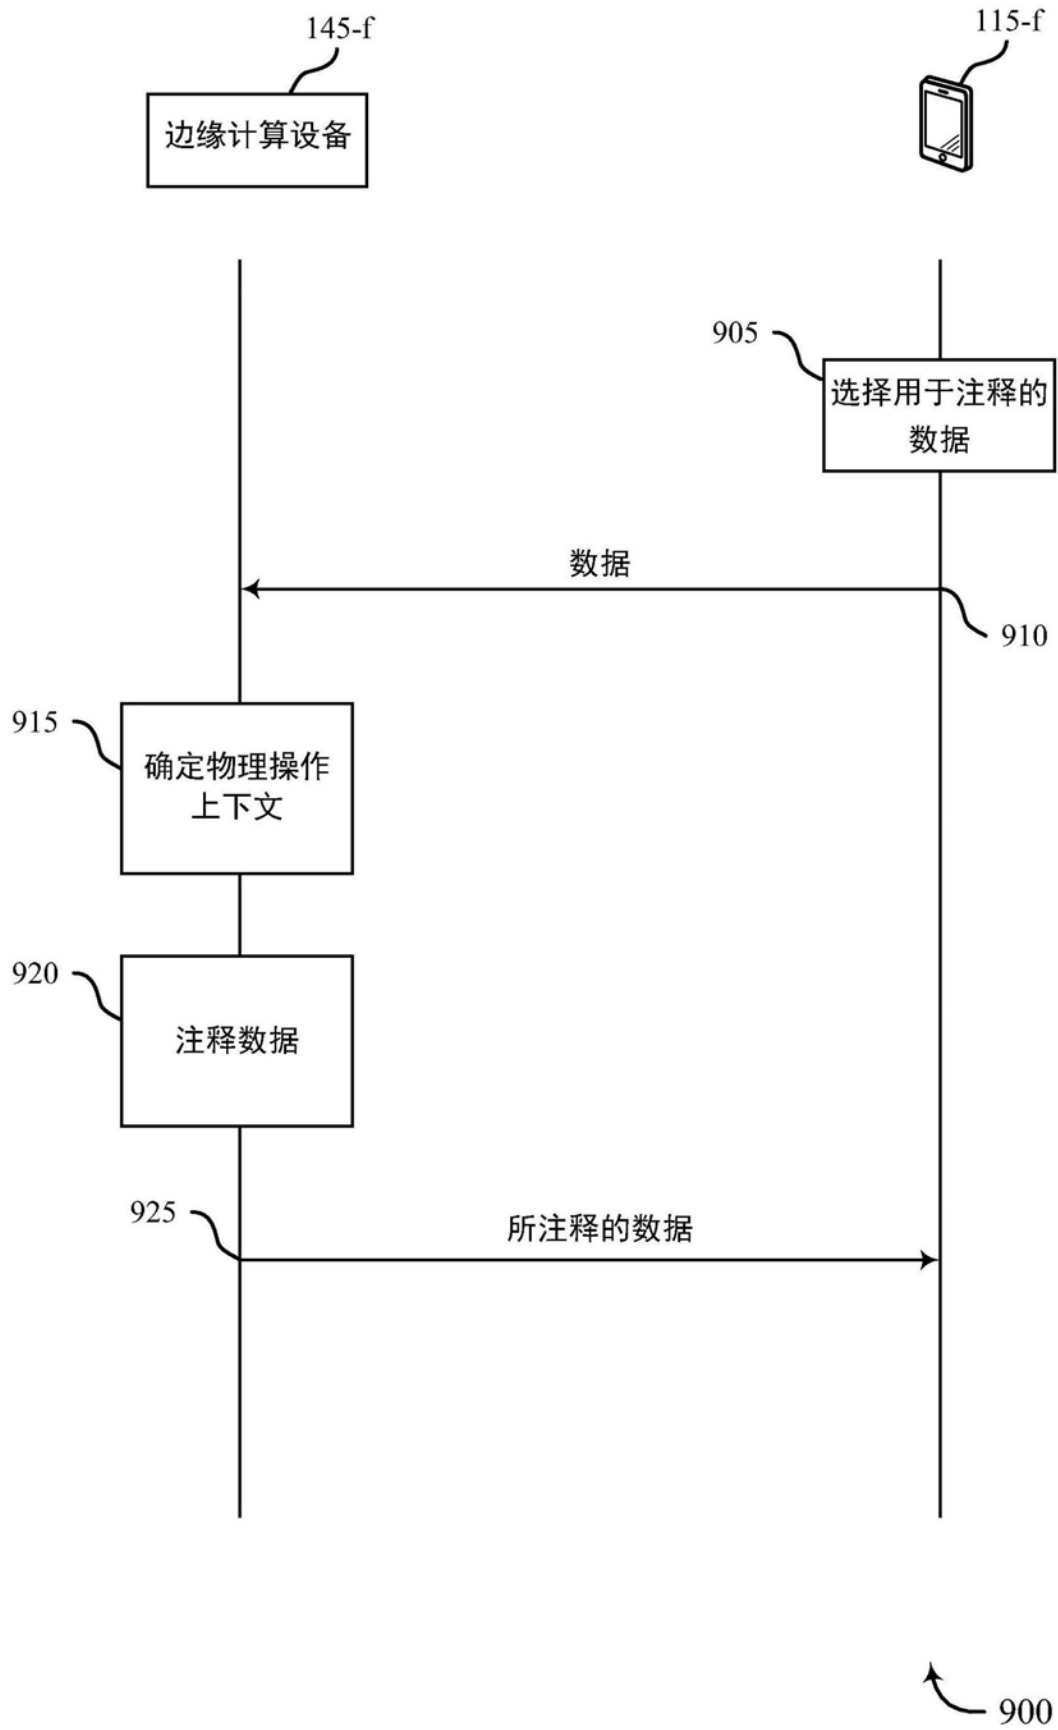 145-f
115-f
边缘计算设备
905
选择用于注释的
数据
数据
910
915
确定物理操作
上下文
920
注释数据
925
所注释的数据
900